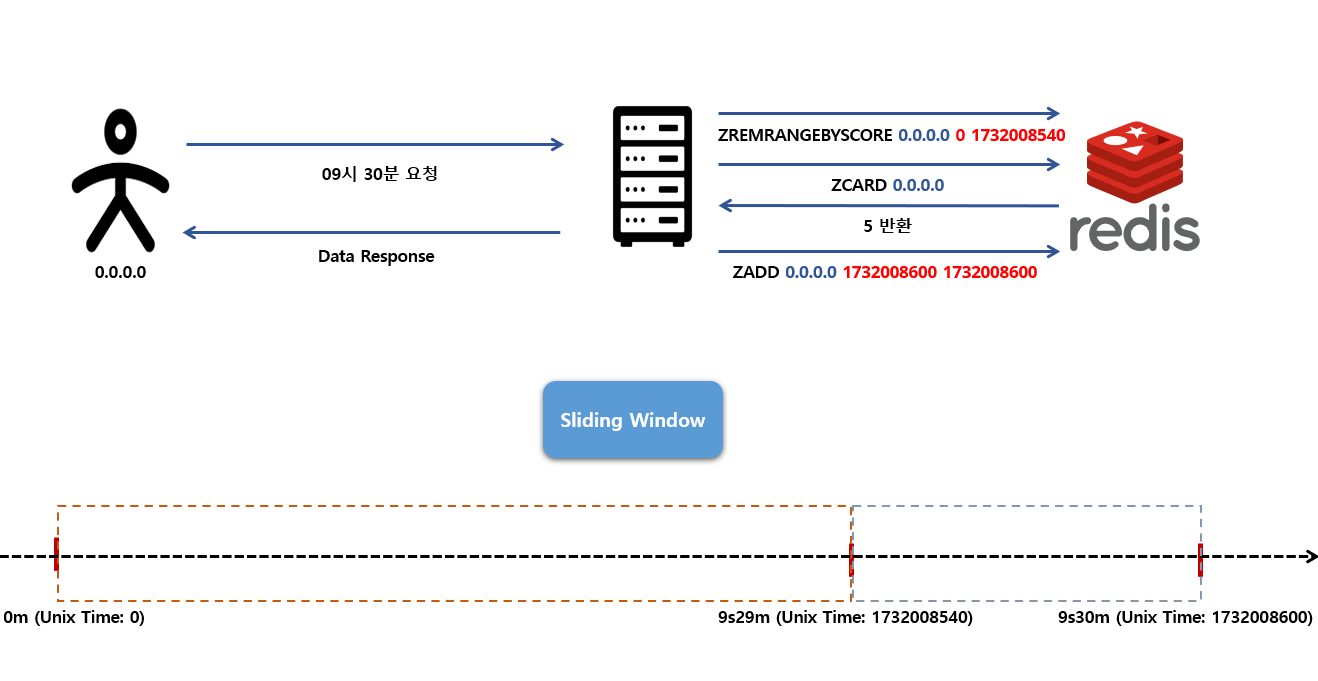 09시 30분 요청
Data Response
0.0.0.0
ZREMRANGEBYSCORE 0.0.0.0 0 1732008540
ZCARD 0.0.0.0
5 반환
ZADD 0.0.0.0 1732008600 1732008600
redis
Sliding Window
0m (Unix Time: 0)
9s29m (Unix Time: 1732008540)
9s30m (Unix Time: 1732008600)